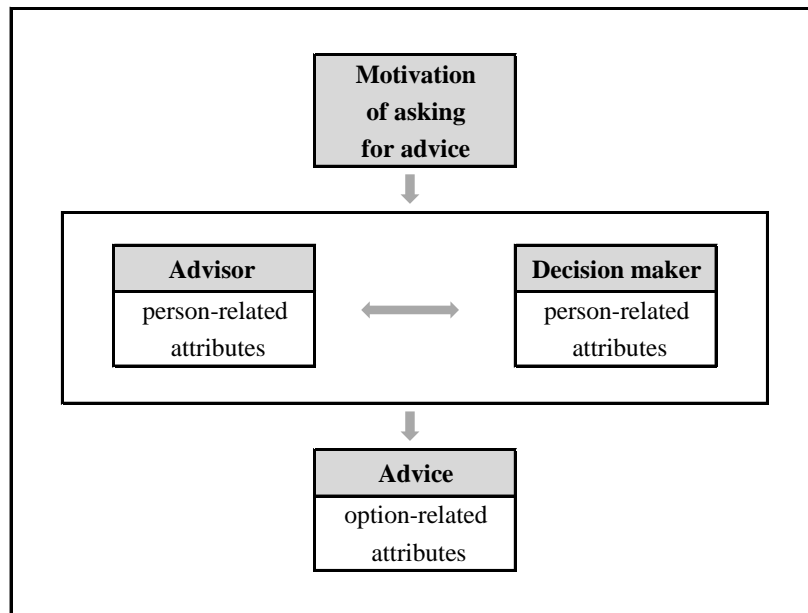 Motivation
of asking
for advice
Advisor
person-related
attributes
Decision maker
person-related
attributes
Advice
option-related
attributes